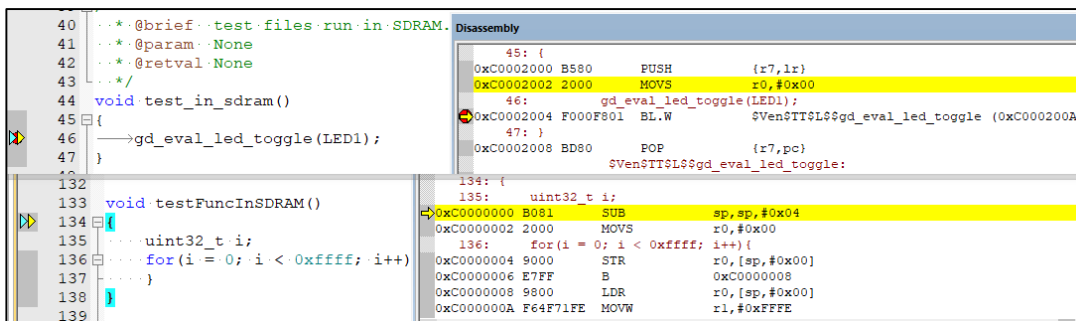 40 * @brief test files run in SDRAM.
41 * @param None
42 * @retval None
43 */
44 void test_in_sdram()
45 {
46 gd_eval_led_toggle(LED1);
47 }
Disassembly
45: {
0xC0002000 B580 PUSH {r7,lr}
0xC0002002 2000 MOVS r0,#0x00
46: gd_eval_led_toggle(LED1);
0xC0002004 F000F801 BL.W $Ven$TT$L$$gd_eval_led_toggle (0xC000200A
47: }
0xC0002008 BD80 POP {r7,pc}
$Ven$TT$L$$gd_eval_led_toggle:
132
133 void testFuncInSDRAM()
134 {
135 uint32_t i;
136 for(i = 0; i < 0xffff; i++)
137 }
138 }
139
134: {
135: uint32_t i;
0xC0000000 B081 SUB sp,sp,#0x04
0xC0000002 2000 MOVS r0,#0x00
136: for(i = 0; i < 0xffff; i++){
0xC0000004 9000 STR r0,[sp,#0x00]
0xC0000006 E7FF B 0xC0000008
0xC0000008 9800 LDR r0,[sp,#0x00]
0xC000000A F64F71FE MOVW r1,#0xFFFE